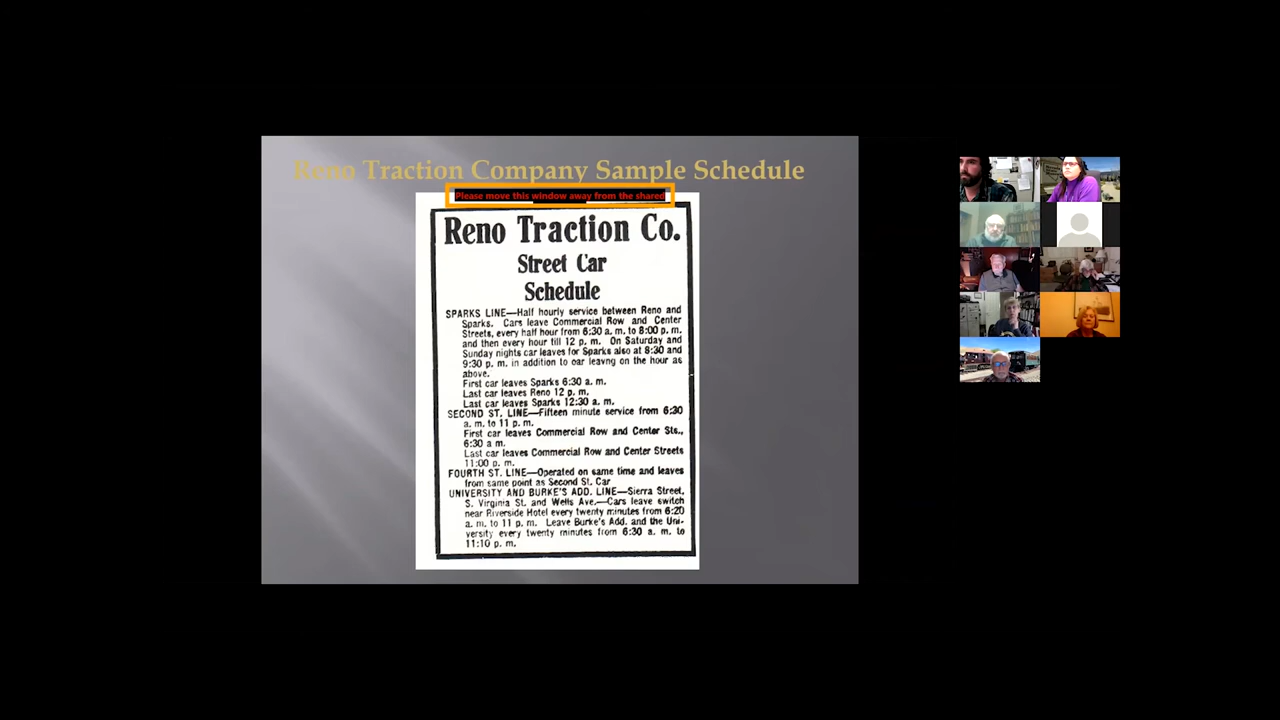 Reno Traction Company Sample Schedule
Please move this window away from the shared
Reno Traction Co.
Street Car
Schedule
SPARKS LINE—Half hourly service between Reno and
Sparks. Cars leave Commercial Row and Center
Streets, every half hour from 6:30 a. m. to 8:00 p. m.
and then every hour till 12 p. m. On Saturday and
Sunday nights car leaves for Sparks also at 8:30 and
9:30 p. m. in addition to oar leavng on the hour as
above.
First car leaves Sparks 6:30 a. m.
Last car leaves Reno 12 p. m.
Last car leaves Sparks 12:30 a. m.
SECOND ST. LINE—Fifteen minute service from 6:30
a. m. to 11 p. m.
First car leaves Commercial Row and Center Sts.,
6:30 a m.
Last car leaves Commercial Row and Center Streets
11:00 p. m.
FOURTH ST. LINE—Operated on same time and leaves
from same point as Second St. Car
UNIVERSITY AND BURKE'S ADD. LINE—Sierra Street,
S. Virginia St. and Wells Ave.—Cars leave switch
near Riverside Hotel every twenty minutes from 6:20
a. m. to 11 p. m. Leave Burke's Add. and the Uni-
versity every twenty minutes from 6:30 a. m. to
11:10 p. m.